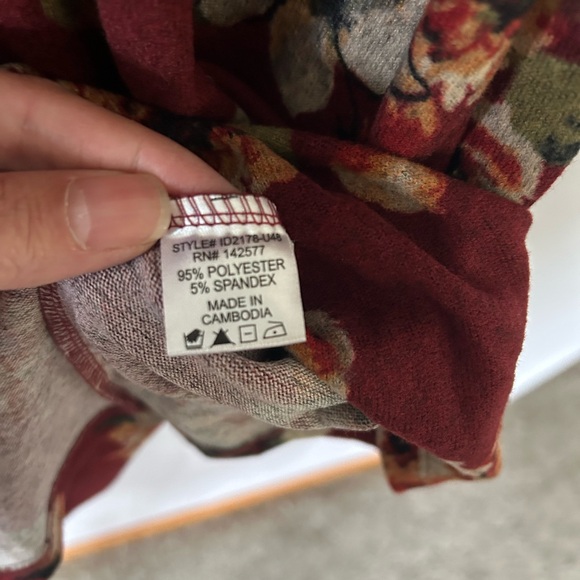 STYLE# ID2178-U48
RN# 142577
95% POLYESTER
5% SPANDEX
MADE IN
CAMBODIA